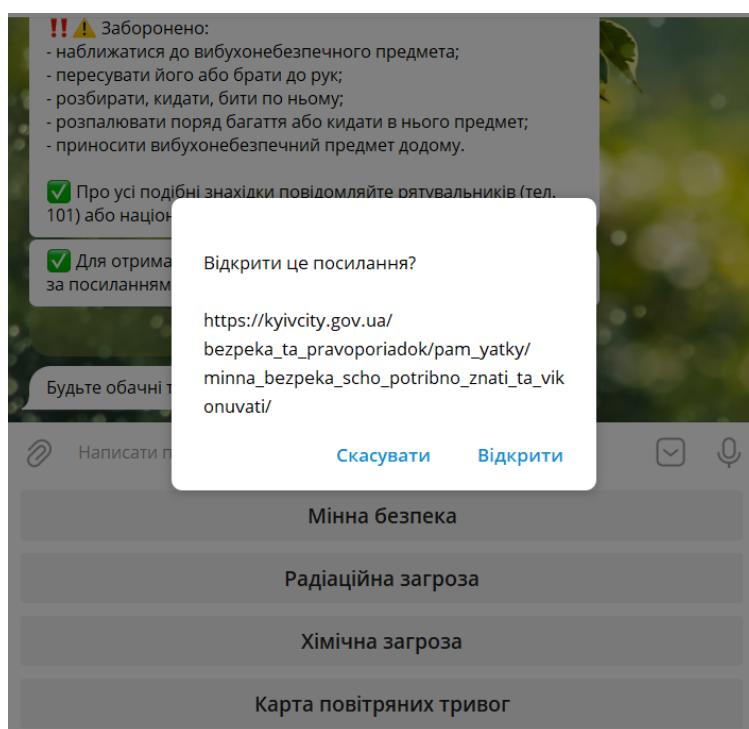 ‼️⚠️ Заборонено:
- наближатися до вибухонебезпечного предмета;
- пересувати його або брати до рук;
- розбирати, кидати, бити по ньому;
- розпалювати поряд багаття або кидати в нього предмет;
- приносити вибухонебезпечний предмет додому.
✅ Про усі подібні знахідки повідомляйте рятувальників (тел.
101) або
✅ Для
за посиланням
Будьте обачні
Відкрити це посилання?
https://kyivcity.gov.ua/
bezpeka_ta_pravoporiadok/pam_yatky/
minna_bezpeka_scho_potribno_znati_ta_vik
onuvati/
Скасувати Відкрити
Написати
Мінна безпека
Радіаційна загроза
Хімічна загроза
Карта повітряних тривог